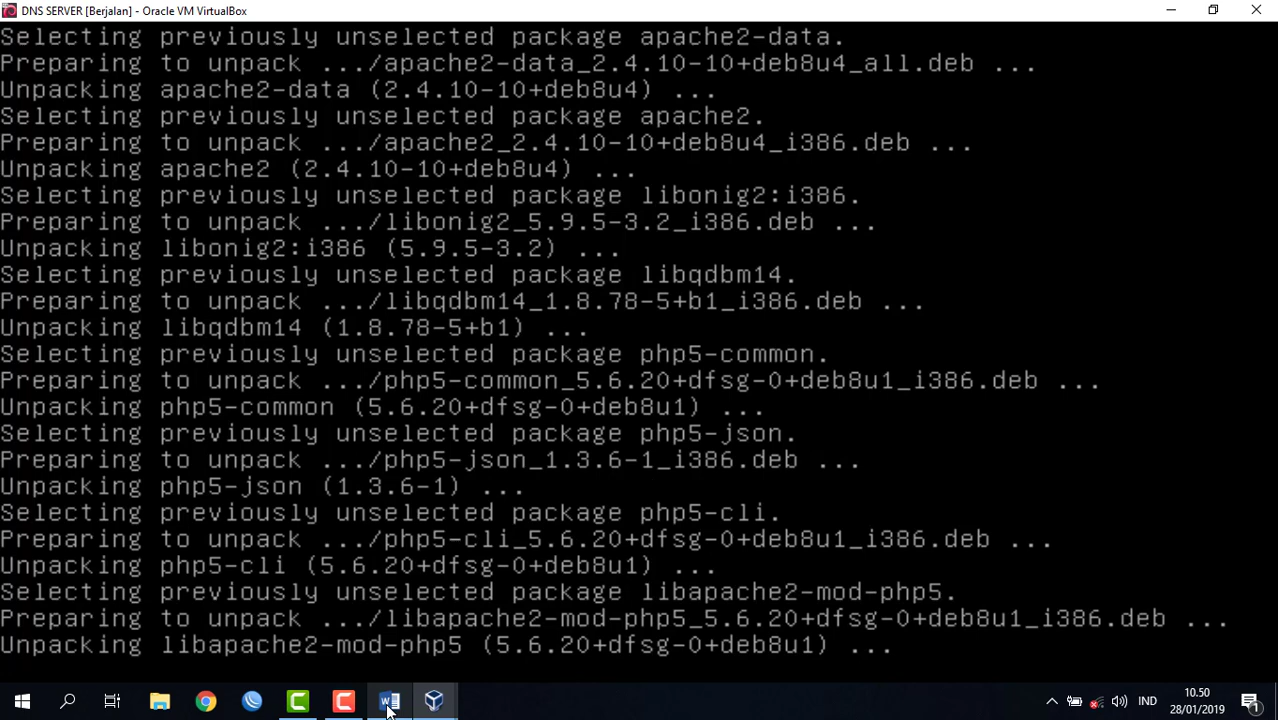 DNS SERVER [Berjalan] - Oracle VM VirtualBox
Selecting previously unselected package apache2-data.
Preparing to unpack .../apache2-data_2.4.10-10+deb8u4_all.deb ...
Unpacking apache2-data (2.4.10-10+deb8u4) ...
Selecting previously unselected package apache2.
Preparing to unpack .../apache2_2.4.10-10+deb8u4_i386.deb ...
Unpacking apache2 (2.4.10-10+deb8u4) ...
Selecting previously unselected package libonig2:i386.
Preparing to unpack .../libonig2_5.9.5-3.2_i386.deb ...
Unpacking libonig2:i386 (5.9.5-3.2) ...
Selecting previously unselected package libqdbm14.
Preparing to unpack .../libqdbm14_1.8.78-5+b1_i386.deb ...
Unpacking libqdbm14 (1.8.78-5+b1) ...
Selecting previously unselected package php5-common.
Preparing to unpack .../php5-common_5.6.20+dfsg-0+deb8u1_i386.deb ...
Unpacking php5-common (5.6.20+dfsg-0+deb8u1) ...
Selecting previously unselected package php5-json.
Preparing to unpack .../php5-json_1.3.6-1_i386.deb ...
Unpacking php5-json (1.3.6-1) ...
Selecting previously unselected package php5-cli.
Preparing to unpack .../php5-cli_5.6.20+dfsg-0+deb8u1_i386.deb ...
Unpacking php5-cli (5.6.20+dfsg-0+deb8u1) ...
Selecting previously unselected package libapache2-mod-php5.
Preparing to unpack .../libapache2-mod-php5_5.6.20+dfsg-0+deb8u1_i386.deb ...
Unpacking libapache2-mod-php5 (5.6.20+dfsg-0+deb8u1) ...
IND
10.50
28/01/2019
1